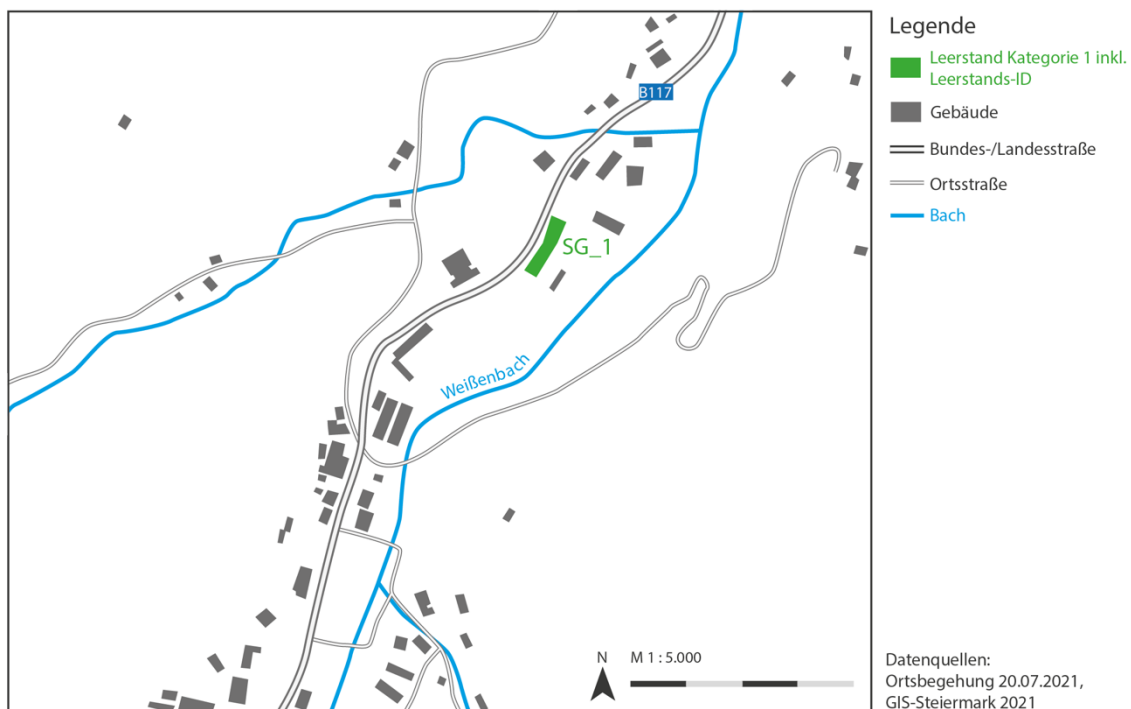 B117
SG_1
Weißenbach
N
M 1 : 5.000
Legende
Leerstand Kategorie 1 inkl.
Leerstands-ID
Gebäude
Bundes-/Landesstraße
Ortsstraße
Bach
Datenquellen:
Ortsbegehung 20.07.2021,
GIS-Steiermark 2021